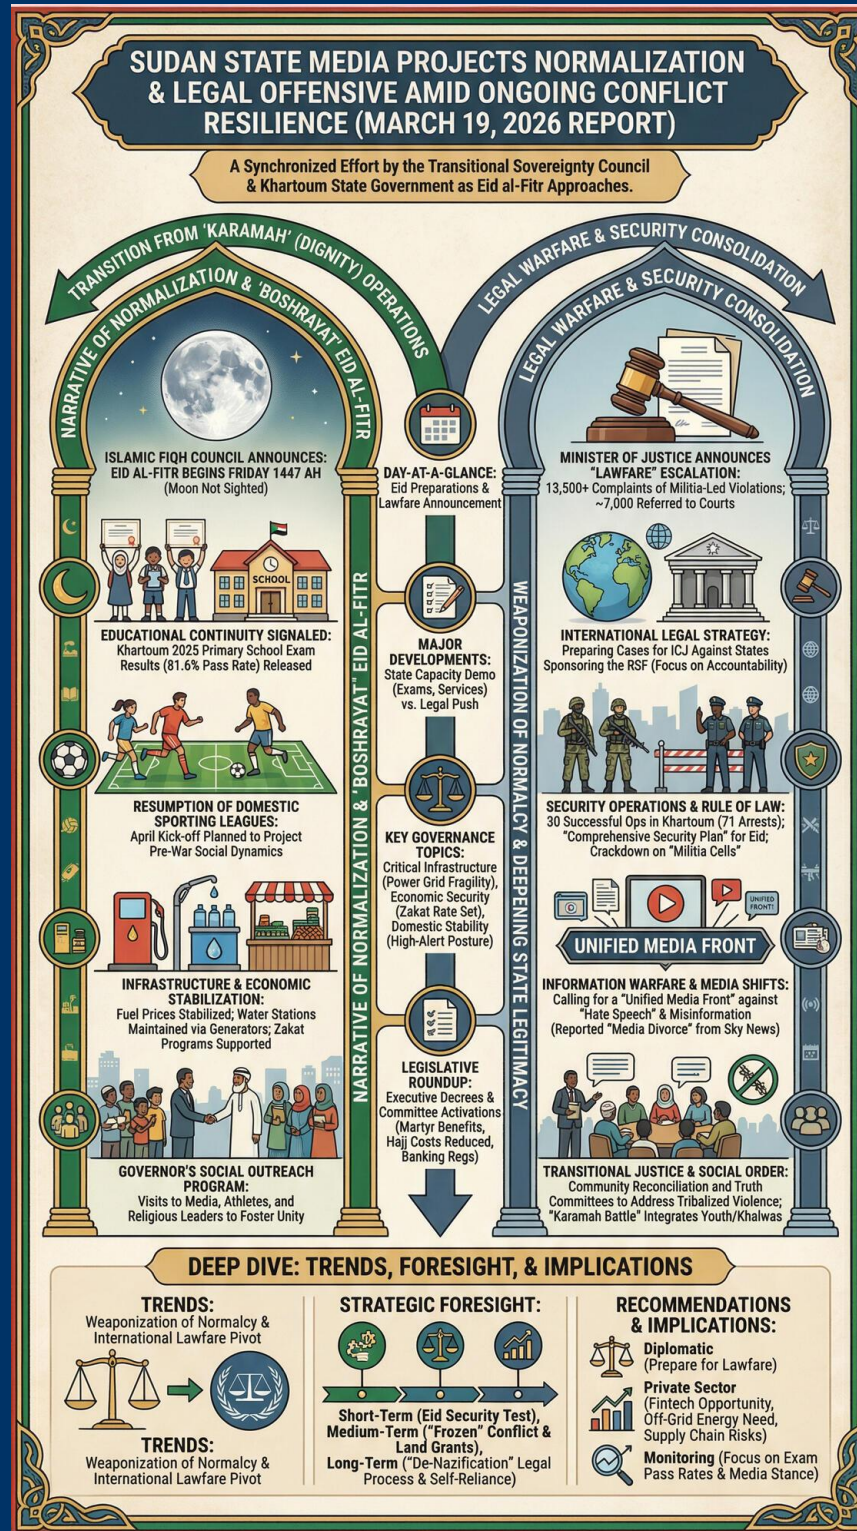 SUDAN STATE MEDIA PROJECTS NORMALIZATION
& LEGAL OFFENSIVE AMID ONGOING CONFLICT
RESILIENCE (MARCH 19, 2026 REPORT)
A Synchronized Effort by the Transitional Sovereignty Council
& Khartoum State Government as Eid al-Fitr Approaches.
TRANSITION FROM 'KARAMAH' (DIGNITY) OPERATIONS
NARRATIVE OF NORMALIZATION & 'BOSHRAYAT' EID AL-FITR
ISLAMIC FIQH COUNCIL ANNOUNCES:
EID AL-FITR BEGINS FRIDAY 1447 AH
(Moon Not Sighted)
SCHOOL
EDUCATIONAL CONTINUITY SIGNALED:
Khartoum 2025 Primary School Exam
Results (81.6% Pass Rate) Released
RESUMPTION OF DOMESTIC
SPORTING LEAGUES:
April Kick-off Planned to Project
Pre-War Social Dynamics
INFRASTRUCTURE & ECONOMIC
STABILIZATION:
Fuel Prices Stabilized; Water Stations
Maintained via Generators; Zakat
Programs Supported
GOVERNOR'S SOCIAL OUTREACH
PROGRAM:
Visits to Media, Athletes, and
Religious Leaders to Foster Unity
NARRATIVE OF NORMALIZATION & 'BOSHRAYAT" EID AL-FITR
DAY-AT-A-GLANCE:
Eid Preparations &
Lawfare Announcement
MAJOR
DEVELOPMENTS:
State Capacity Demo
(Exams, Services)
vs. Legal Push
KEY GOVERNANCE
TOPICS:
Critical Infrastructure
(Power Grid Fragility),
Economic Security
(Zakat Rate Set),
Domestic Stability
(High-Alert Posture)
LEGISLATIVE
ROUNDUP:
Executive Decrees &
Committee Activations
(Martyr Benefits,
Hajj Costs Reduced,
Banking Regs)
WEAPONIZATION OF NORMALCY & DEEPENING STATE LEGITIMACY
LEGAL WARFARE & SECURITY CONSOLIDATION
LEGAL WARFARE & SECURITY CONSOLIDATION
MINISTER OF JUSTICE ANNOUNCES
"LAWFARE" ESCALATION:
13,500+ Complaints of Militia-Led Violations;
~7,000 Referred to Courts
INTERNATIONAL LEGAL STRATEGY:
Preparing Cases for ICJ Against States
Sponsoring the RSF (Focus on Accountability)
SECURITY OPERATIONS & RULE OF LAW:
30 Successful Ops in Khartoum (71 Arrests);
"Comprehensive Security Plan" for Eid;
Crackdown on "Militia Cells"
UNIFIED
FRONT!
UNIFIED MEDIA FRONT
INFORMATION WARFARE & MEDIA SHIFTS:
Calling for a "Unified Media Front" against
"Hate Speech" & Misinformation
(Reported "Media Divorce" from Sky News)
TRANSITIONAL JUSTICE & SOCIAL ORDER:
Community Reconciliation and Truth
Committees to Address Tribalized Violence;
"Karamah Battle" Integrates Youth/Khalwas
DEEP DIVE: TRENDS, FORESIGHT, & IMPLICATIONS
TRENDS:
Weaponization of Normalcy &
International Lawfare Pivot
TRENDS:
Weaponization of Normalcy &
International Lawfare Pivot
STRATEGIC FORESIGHT:
Short-Term (Eid Security Test),
Medium-Term ("Frozen" Conflict &
Land Grants),
Long-Term ("De-Nazification" Legal
Process & Self-Reliance)
RECOMMENDATIONS
& IMPLICATIONS:
Diplomatic
(Prepare for Lawfare)
Private Sector
(Fintech Opportunity,
Off-Grid Energy Need,
Supply Chain Risks)
Monitoring (Focus on Exam
Pass Rates & Media Stance)